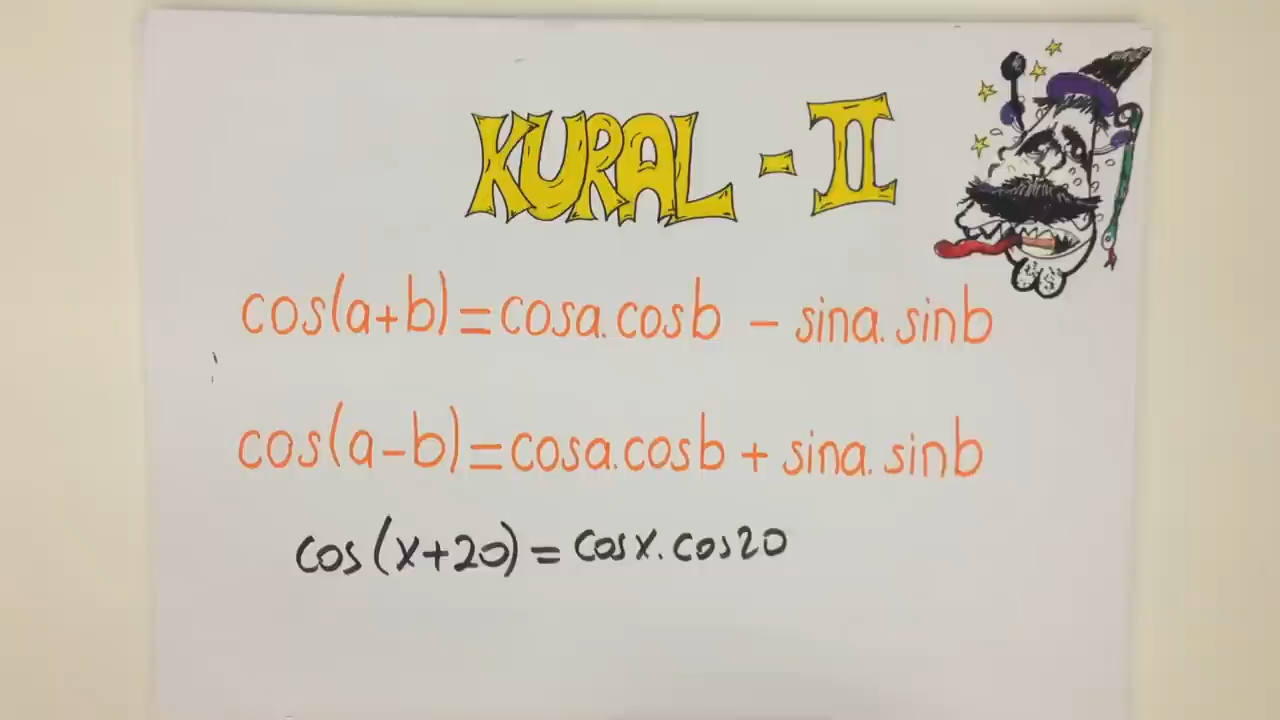 KURAL - II
cos(a+b)=cosa.cosb - sina.sinb
cos(a-b)=cosa.cosb + sina.sinb
cos(x+20)=cosx.cos20